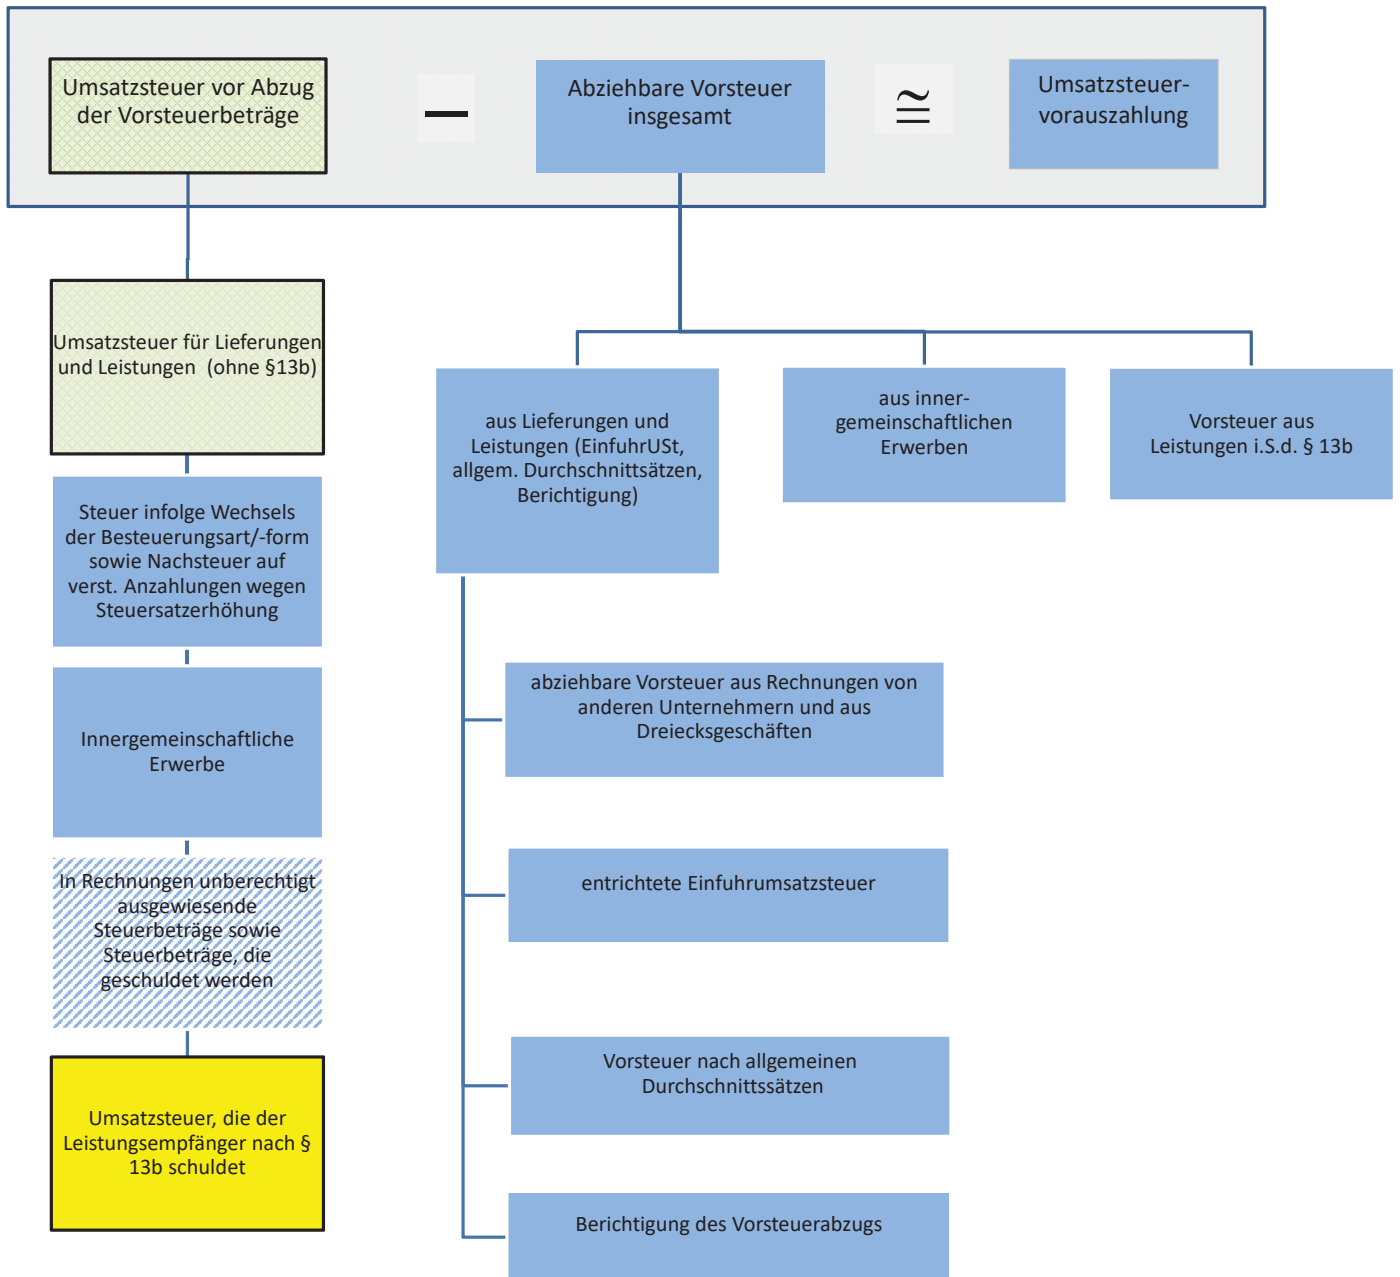 Umsatzsteuer vor Abzug
der Vorsteuerbeträge
—
Abziehbare Vorsteuer
insgesamt
≅
Umsatzsteuer-
vorauszahlung
Umsatzsteuer für Lieferungen
und Leistungen (ohne §13b)
Steuer infolge Wechsels
der Besteuerungsart/-form
sowie Nachsteuer auf
verst. Anzahlungen wegen
Steuersatzerhöhung
Innergemeinschaftliche
Erwerbe
In Rechnungen unberechtigt
ausgewiesende
Steuerbeträge sowie
Steuerbeträge, die
geschuldet werden
Umsatzsteuer, die der
Leistungsempfänger nach §
13b schuldet
aus Lieferungen und
Leistungen (EinfuhrUSt,
allgem. Durchschnittsätzen,
Berichtigung)
aus inner-
gemeinschaftlichen
Erwerben
Vorsteuer aus
Leistungen i.S.d. § 13b
abziehbare Vorsteuer aus Rechnungen von
anderen Unternehmern und aus
Dreiecksgeschäften
entrichtete Einfuhrumsatzsteuer
Vorsteuer nach allgemeinen
Durchschnittssätzen
Berichtigung des Vorsteuerabzugs